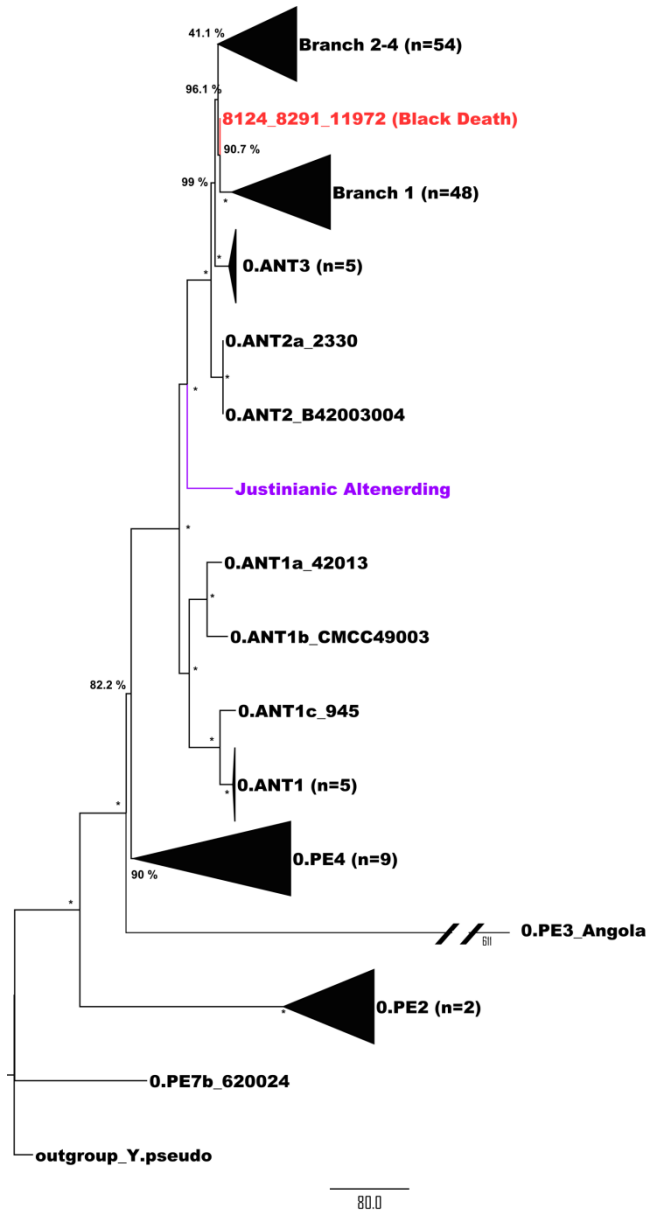 41.1 %
Branch 2-4 (n=54)
96.1 %
8124_8291_11972 (Black Death)
90.7 %
99 %
Branch 1 (n=48)
*
*
0.ANT3 (n=5)
*
0.ANT2a_2330
*
0.ANT2_B42003004
*
Justinianic Altenerding
*
0.ANT1a_42013
*
0.ANT1b_CMCC49003
*
82.2 %
0.ANT1c_945
*
0.ANT1 (n=5)
*
*
0.PE4 (n=9)
90 %
*
0.PE3_Angola
611
0.PE2 (n=2)
*
0.PE7b_620024
outgroup_Y.pseudo
80.0